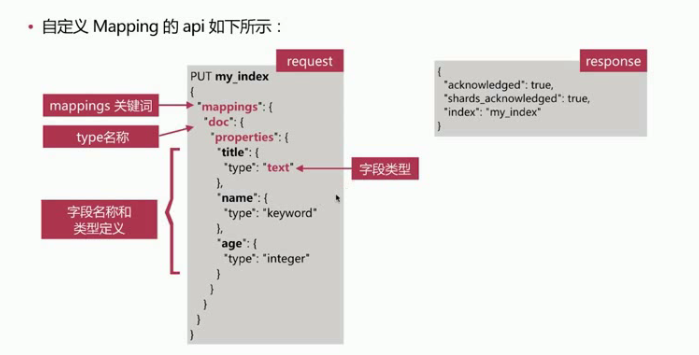 • 自定义 Mapping 的 api 如下所示：
request
PUT my_index
{
"mappings": {
"doc": {
"properties": {
"title": {
"type": "text"
},
"name": {
"type": "keyword"
},
"age": {
"type": "integer"
}
}
}
}
}
mappings 关键词
type名称
字段名称和
类型定义
字段类型
response
{
"acknowledged": true,
"shards_acknowledged": true,
"index": "my_index"
}